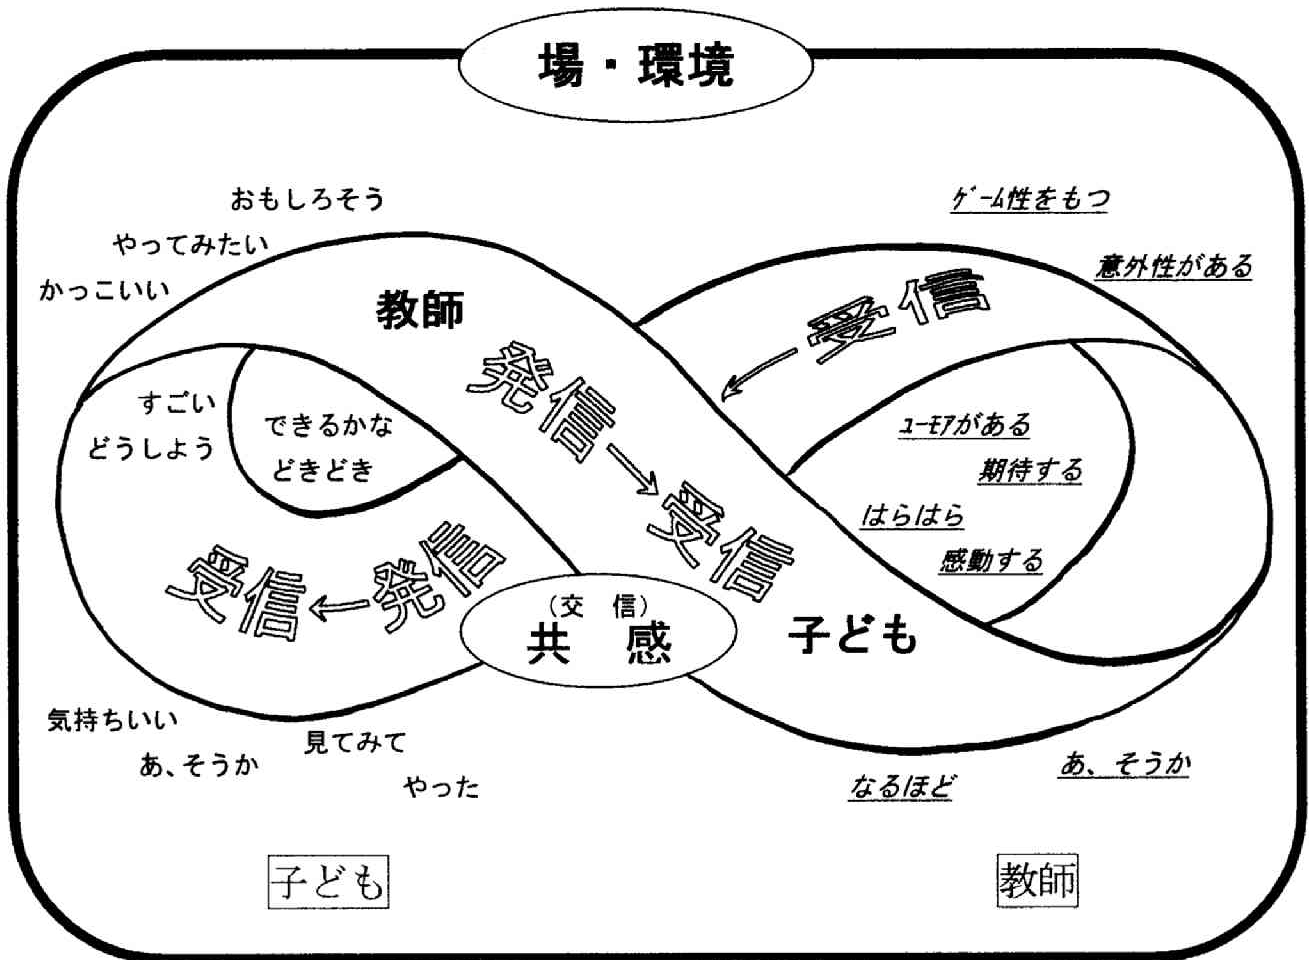 場・環境
おもしろそう
やってみたい
かっこいい
ｹﾞｰﾑ性をもつ
意外性がある
教師
受信
発信
すごい
どうしよう
できるかな
どきどき
ﾕｰﾓｱがある
期待する
はらはら
感動する
受信
受信
発信
（交　信）
共　感
子ども
気持ちいい
あ、そうか
見てみて
やった
なるほど
あ、そうか
子ども
教師